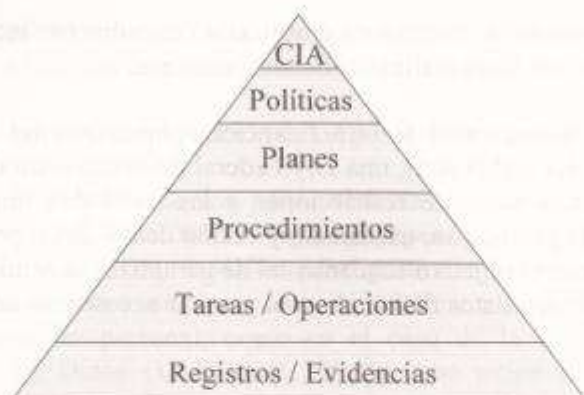 CIA
Políticas
Planes
Procedimientos
Tareas / Operaciones
Registros / Evidencias